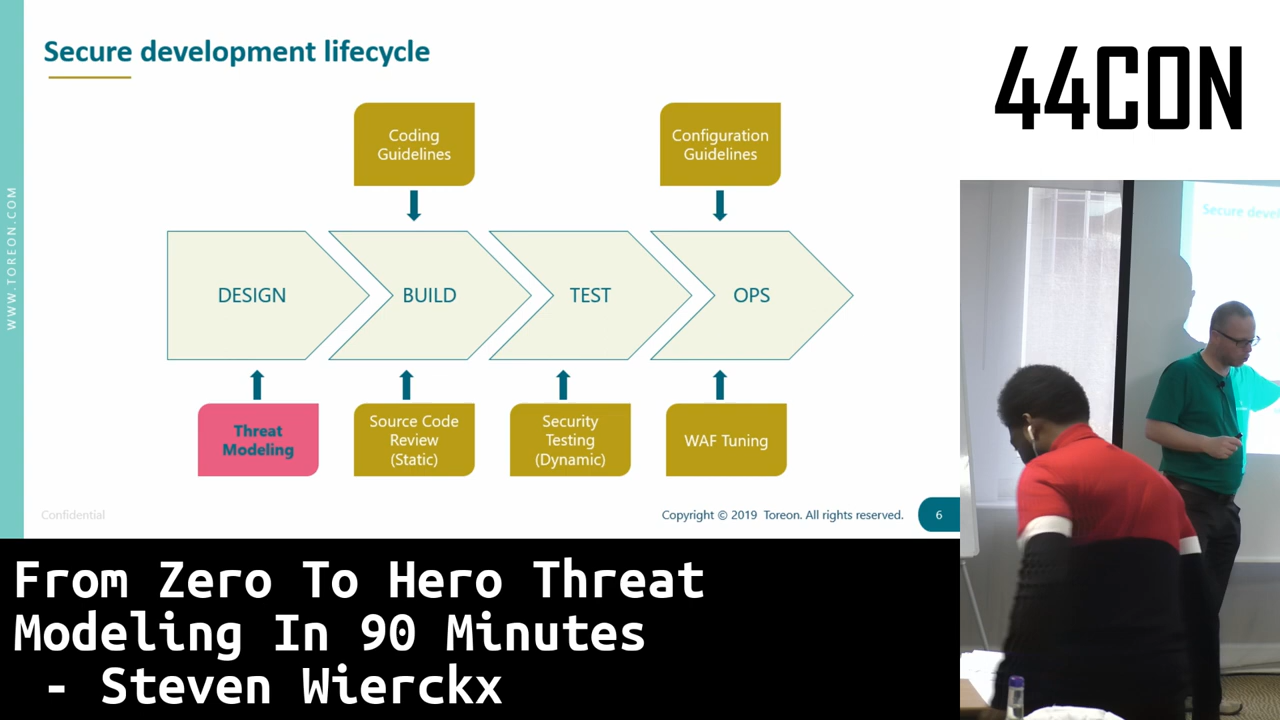 Secure development lifecycle
44CON
Coding
Guidelines
Configuration
Guidelines
WWW.TOREON.COM
DESIGN
BUILD
TEST
OPS
Threat
Modeling
Source Code
Review
(Static)
Security
Testing
(Dynamic)
WAF Tuning
Confidential
Copyright © 2019 Toreon. All rights reserved.
6
Secure deve
From Zero To Hero Threat
Modeling In 90 Minutes
- Steven Wierckx